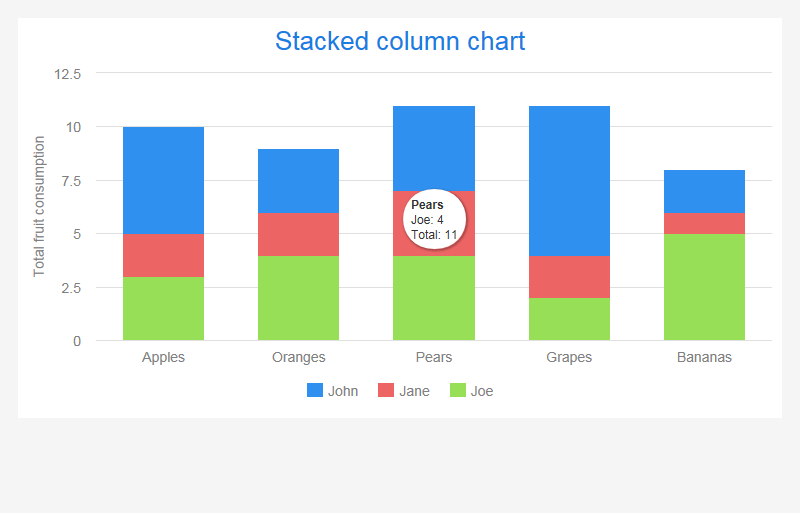 Stacked column chart
12.5
10
7.5
5
2.5
0
Total fruit consumption
Pears
Joe: 4
Total: 11
Apples Oranges Pears Grapes Bananas
John Jane Joe